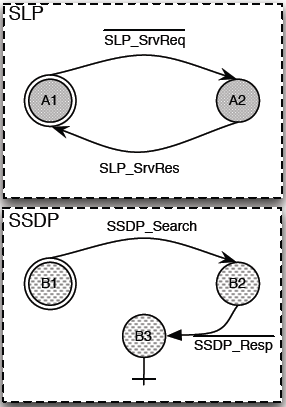 SLP
SLP_SrvReq
A1
A2
SLP_SrvRes
SSDP
SSDP_Search
B1
B2
B3
SSDP_Resp